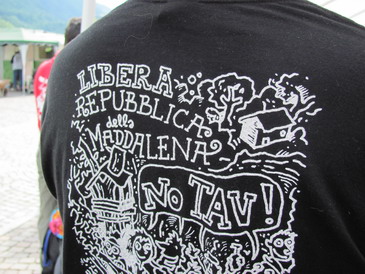 LIBERA
REPUBBLICA
della
MADDALENA
NO TAV!